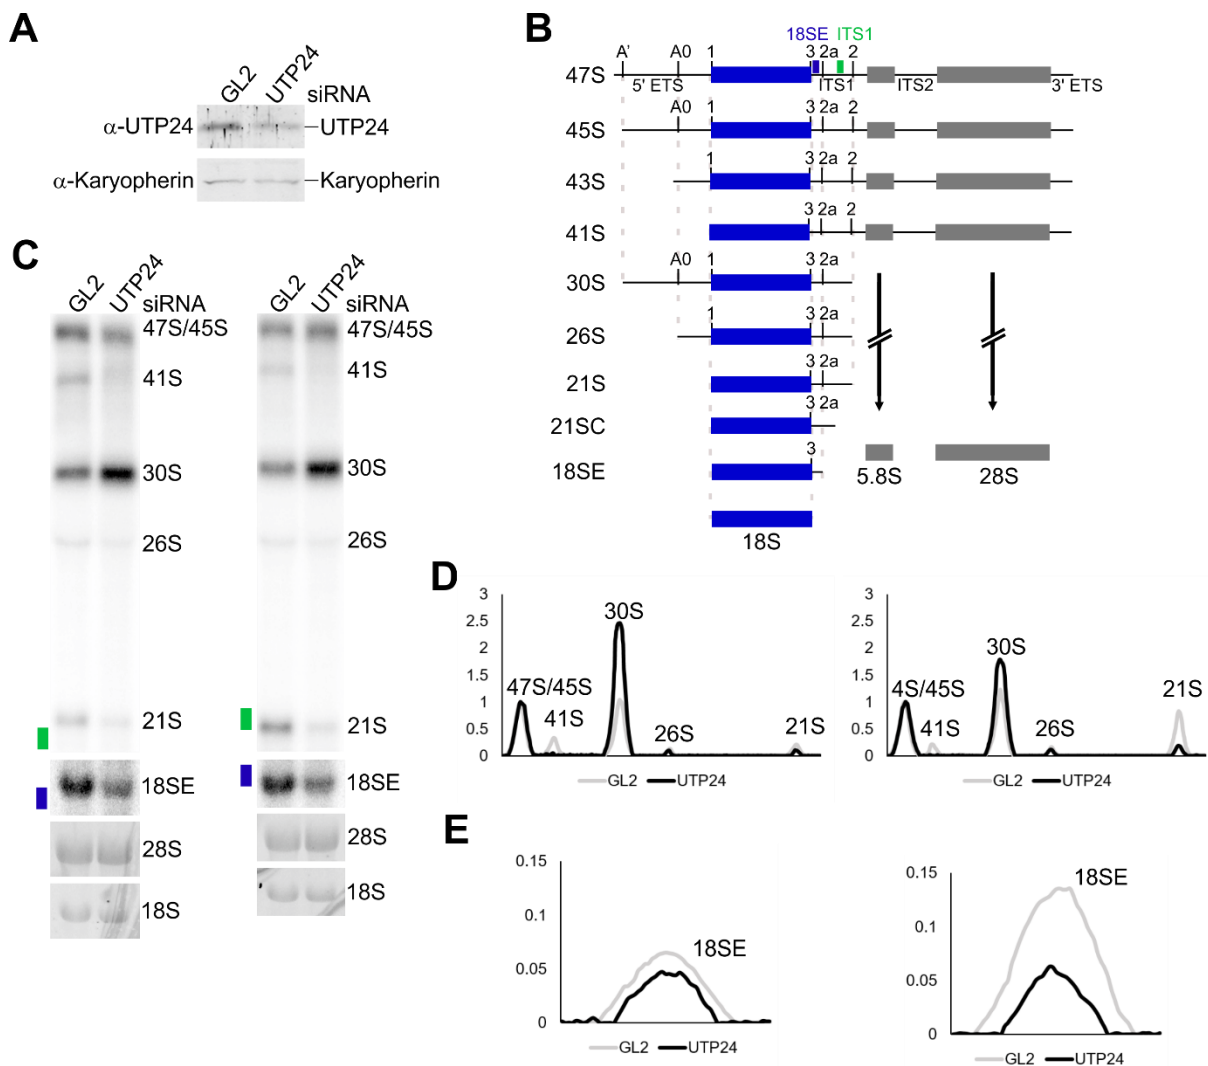 A
GL2 UTP24 siRNA
α-UTP24 UTP24
α-Karyopherin Karyopherin
B
18SE ITS1
A' A0 1 3 2a 2
47S
5' ETS ITS1 ITS2 3' ETS
A0 1 3 2a 2
45S
1 3 2a 2
43S
3 2a 2
41S
A0 1 3 2a
30S
1 3 2a
26S
3 2a
21S
3 2a
21SC
3
18SE
5.8S 28S
18S
C
GL2 UTP24 siRNA
47S/45S
41S
30S
26S
21S
18SE
28S
18S
GL2 UTP24 siRNA
47S/45S
41S
30S
26S
21S
18SE
28S
18S
D
3
2.5
2
1.5
1
0.5
0
47S/45S 41S 30S 26S 21S
GL2 UTP24
3
2.5
2
1.5
1
0.5
0
4S/45S 41S 30S 26S 21S
GL2 UTP24
E
0.15
0.1
0.05
0
18SE
GL2 UTP24
0.15
0.1
0.05
0
18SE
GL2 UTP24